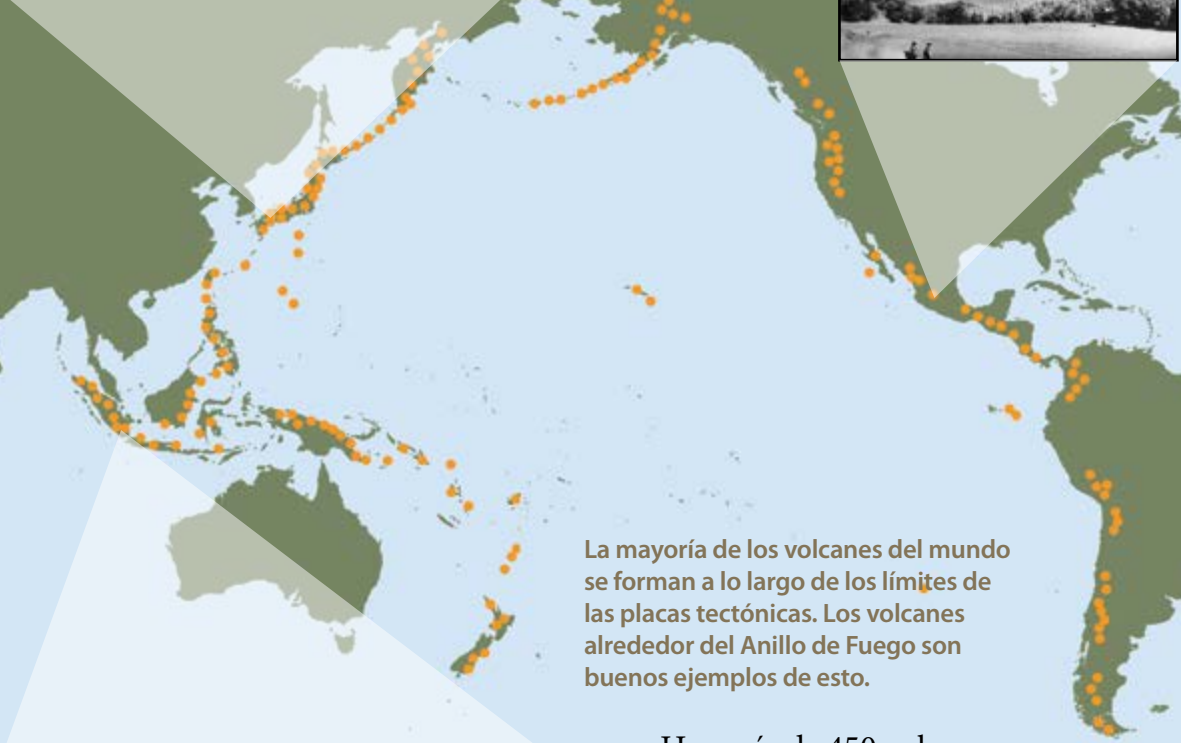 La mayoría de los volcanes del mundo
se forman a lo largo de los límites de
las placas tectónicas. Los volcanes
alrededor del Anillo de Fuego son
buenos ejemplos de esto.